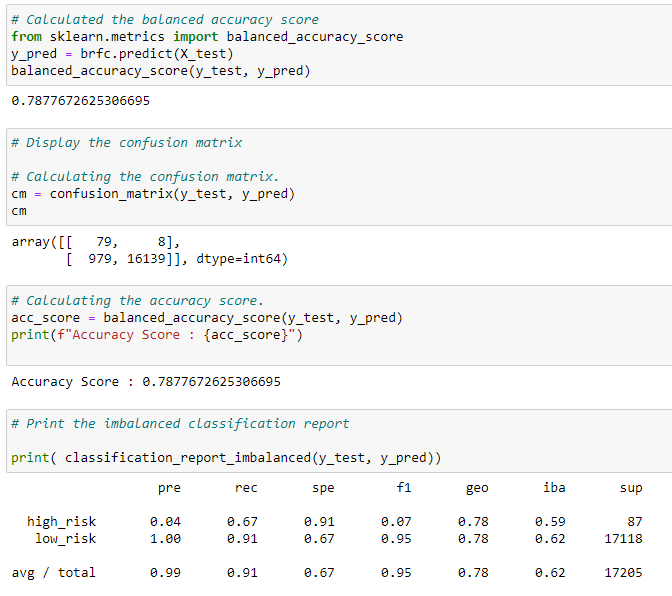 # Calculated the balanced accuracy score
from sklearn.metrics import balanced_accuracy_score
y_pred = brfc.predict(X_test)
balanced_accuracy_score(y_test, y_pred)
0.7877672625306695
# Display the confusion matrix
# Calculating the confusion matrix.
cm = confusion_matrix(y_test, y_pred)
cm
array([[   79,     8],
       [  979, 16139]], dtype=int64)
# Calculating the accuracy score.
acc_score = balanced_accuracy_score(y_test, y_pred)
print(f"Accuracy Score : {acc_score}")
Accuracy Score : 0.7877672625306695
# Print the imbalanced classification report
print( classification_report_imbalanced(y_test, y_pred))
                   pre       rec       spe        f1       geo       iba       sup
  high_risk       0.04      0.67      0.91      0.07      0.78      0.59        87
   low_risk       1.00      0.91      0.67      0.95      0.78      0.62     17118
avg / total       0.99      0.91      0.67      0.95      0.78      0.62     17205